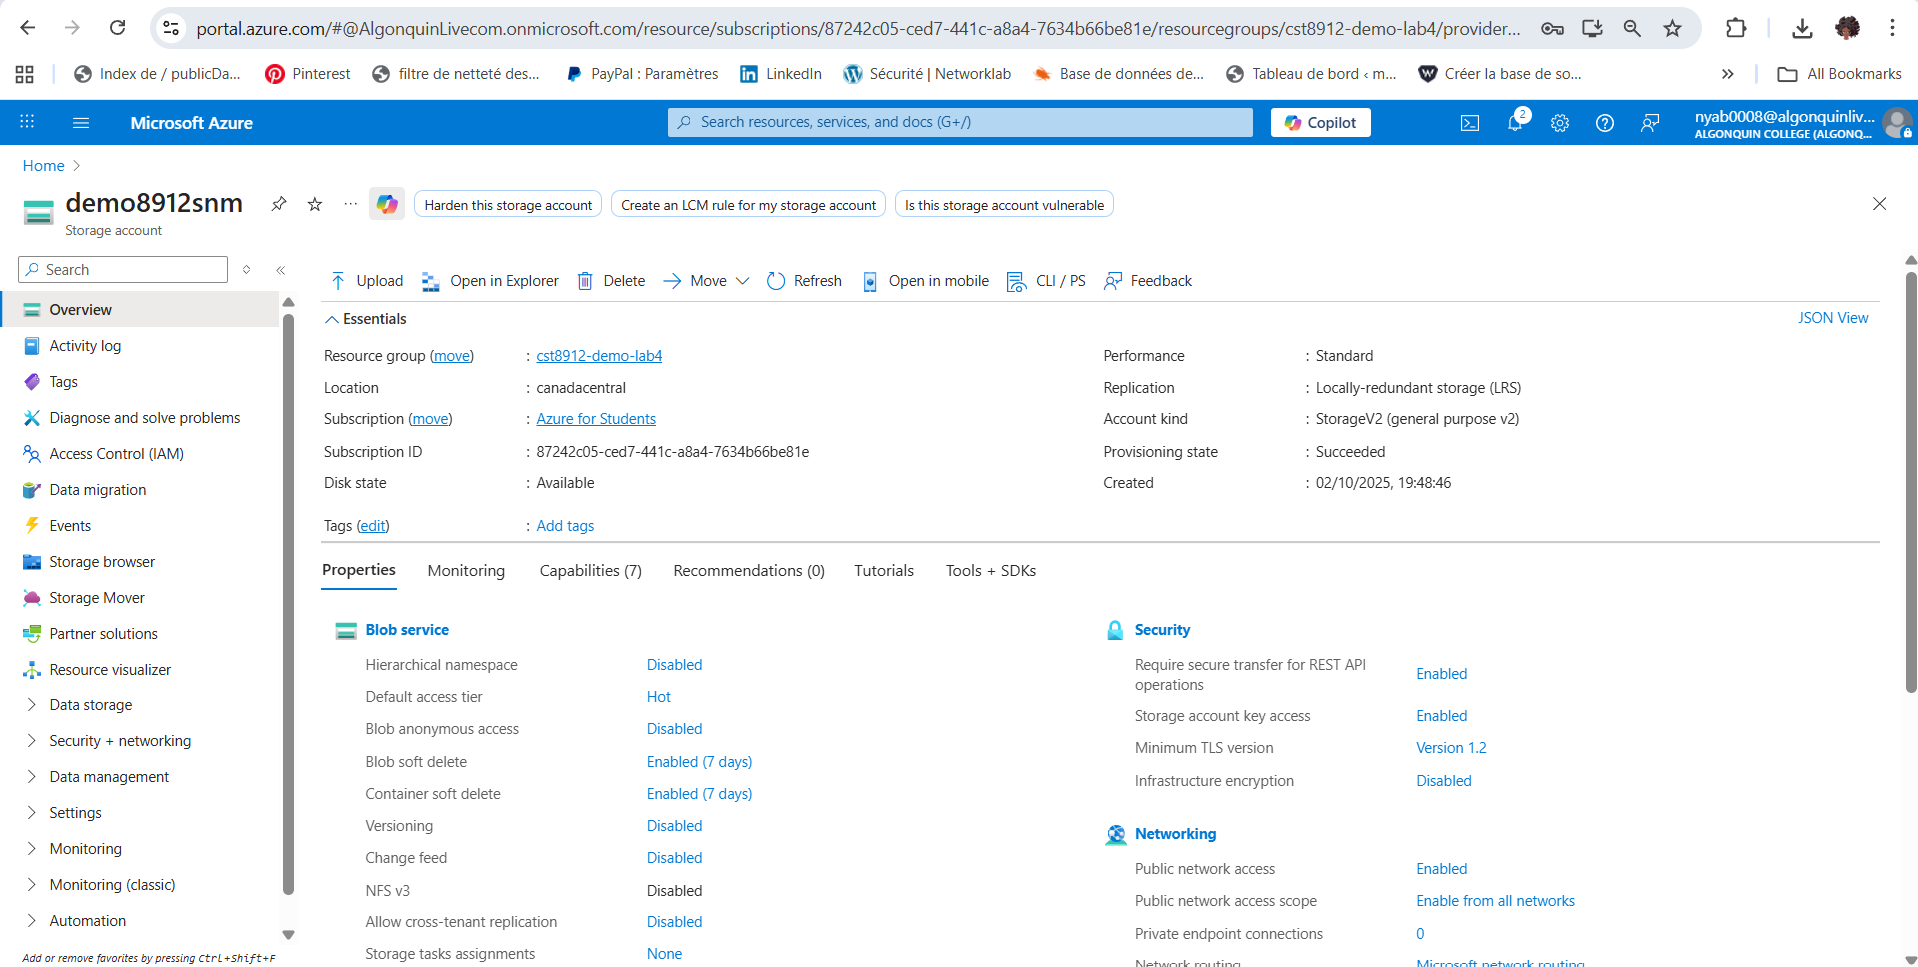 portal.azure.com/#@AlgonquinLivecom.onmicrosoft.com/resource/subscriptions/87242c05-ced7-441c-a8a4-7634b66be81e/resourcegroups/cst8912-demo-lab4/provider...
Index de / publicDa... Pinterest filtre de netteté des... PayPal : Paramètres LinkedIn Sécurité | Networklab Base de données de... Tableau de bord ‹ m... Créer la base de so... » All Bookmarks
Microsoft Azure Search resources, services, and docs (G+/) Copilot 2 nyab0008@algonquinliv...
ALGONQUIN COLLEGE (ALGONQ...
Home
demo8912snm ... Harden this storage account Create an LCM rule for my storage account Is this storage account vulnerable
Storage account
Search
Upload Open in Explorer Delete Move Refresh Open in mobile CLI / PS Feedback
Overview
Activity log
Tags
Diagnose and solve problems
Access Control (IAM)
Data migration
Events
Storage browser
Storage Mover
Partner solutions
Resource visualizer
Data storage
Security + networking
Data management
Settings
Monitoring
Monitoring (classic)
Automation
Add or remove favorites by pressing Ctrl+Shift+F
Essentials JSON View
Resource group (move) : cst8912-demo-lab4
Location : canadacentral
Subscription (move) : Azure for Students
Subscription ID : 87242c05-ced7-441c-a8a4-7634b66be81e
Disk state : Available
Performance : Standard
Replication : Locally-redundant storage (LRS)
Account kind : StorageV2 (general purpose v2)
Provisioning state : Succeeded
Created : 02/10/2025, 19:48:46
Tags (edit) : Add tags
Properties Monitoring Capabilities (7) Recommendations (0) Tutorials Tools + SDKs
Blob service
Hierarchical namespace Disabled
Default access tier Hot
Blob anonymous access Disabled
Blob soft delete Enabled (7 days)
Container soft delete Enabled (7 days)
Versioning Disabled
Change feed Disabled
NFS v3 Disabled
Allow cross-tenant replication Disabled
Storage tasks assignments None
Security
Require secure transfer for REST API
operations Enabled
Storage account key access Enabled
Minimum TLS version Version 1.2
Infrastructure encryption Disabled
Networking
Public network access Enabled
Public network access scope Enable from all networks
Private endpoint connections 0
Network routing Microsoft network routing